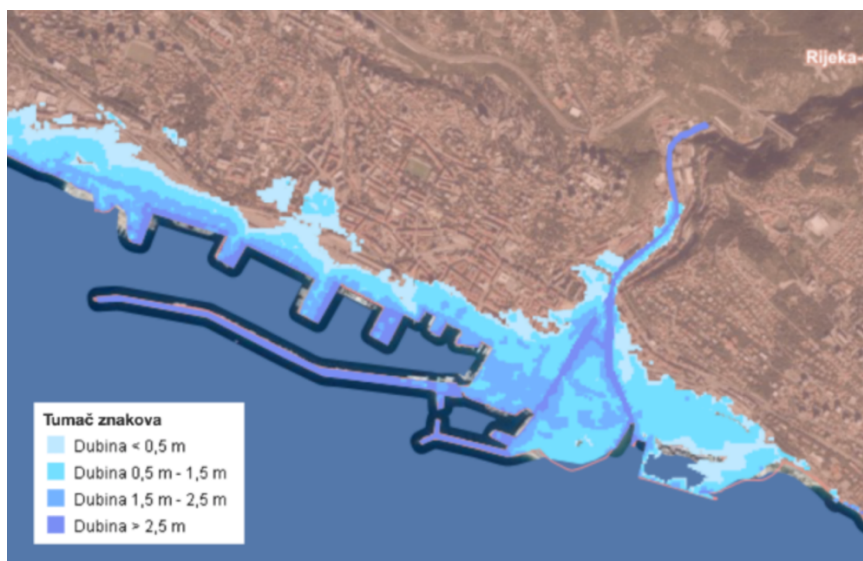 Rijeka-
Tumač znakova
Dubina < 0,5 m
Dubina 0,5 m - 1,5 m
Dubina 1,5 m - 2,5 m
Dubina > 2,5 m